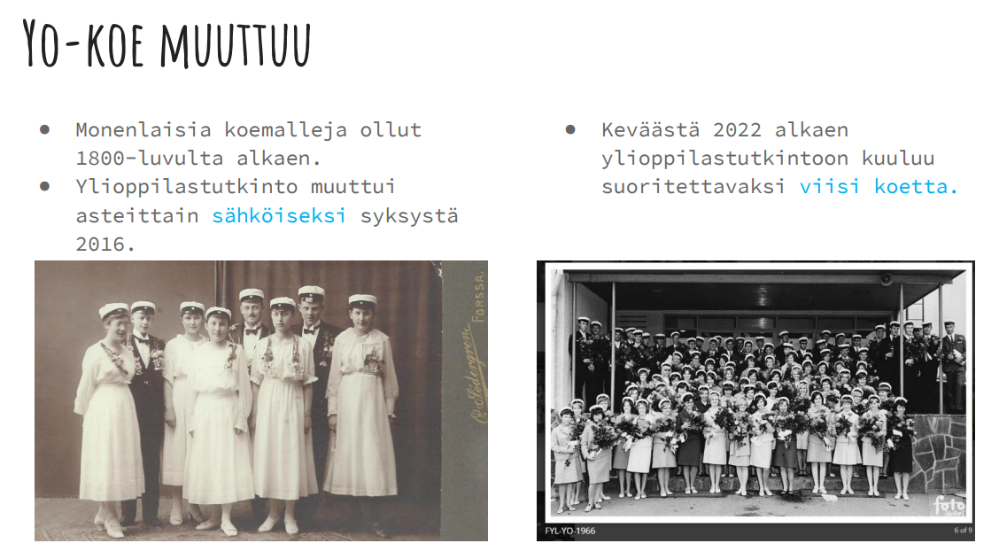 Yo-koe muuttuu
● Monenlaisia koemalleja ollut
1800-luvulta alkaen.
● Ylioppilastutkinto muuttui
asteittain sähköiseksi syksystä
2016.
● Keväästä 2022 alkaen
ylioppilastutkintoon kuuluu
suoritettavaksi viisi koetta.
FORSSA.
foto
FYL-YO-1966
6 of 9